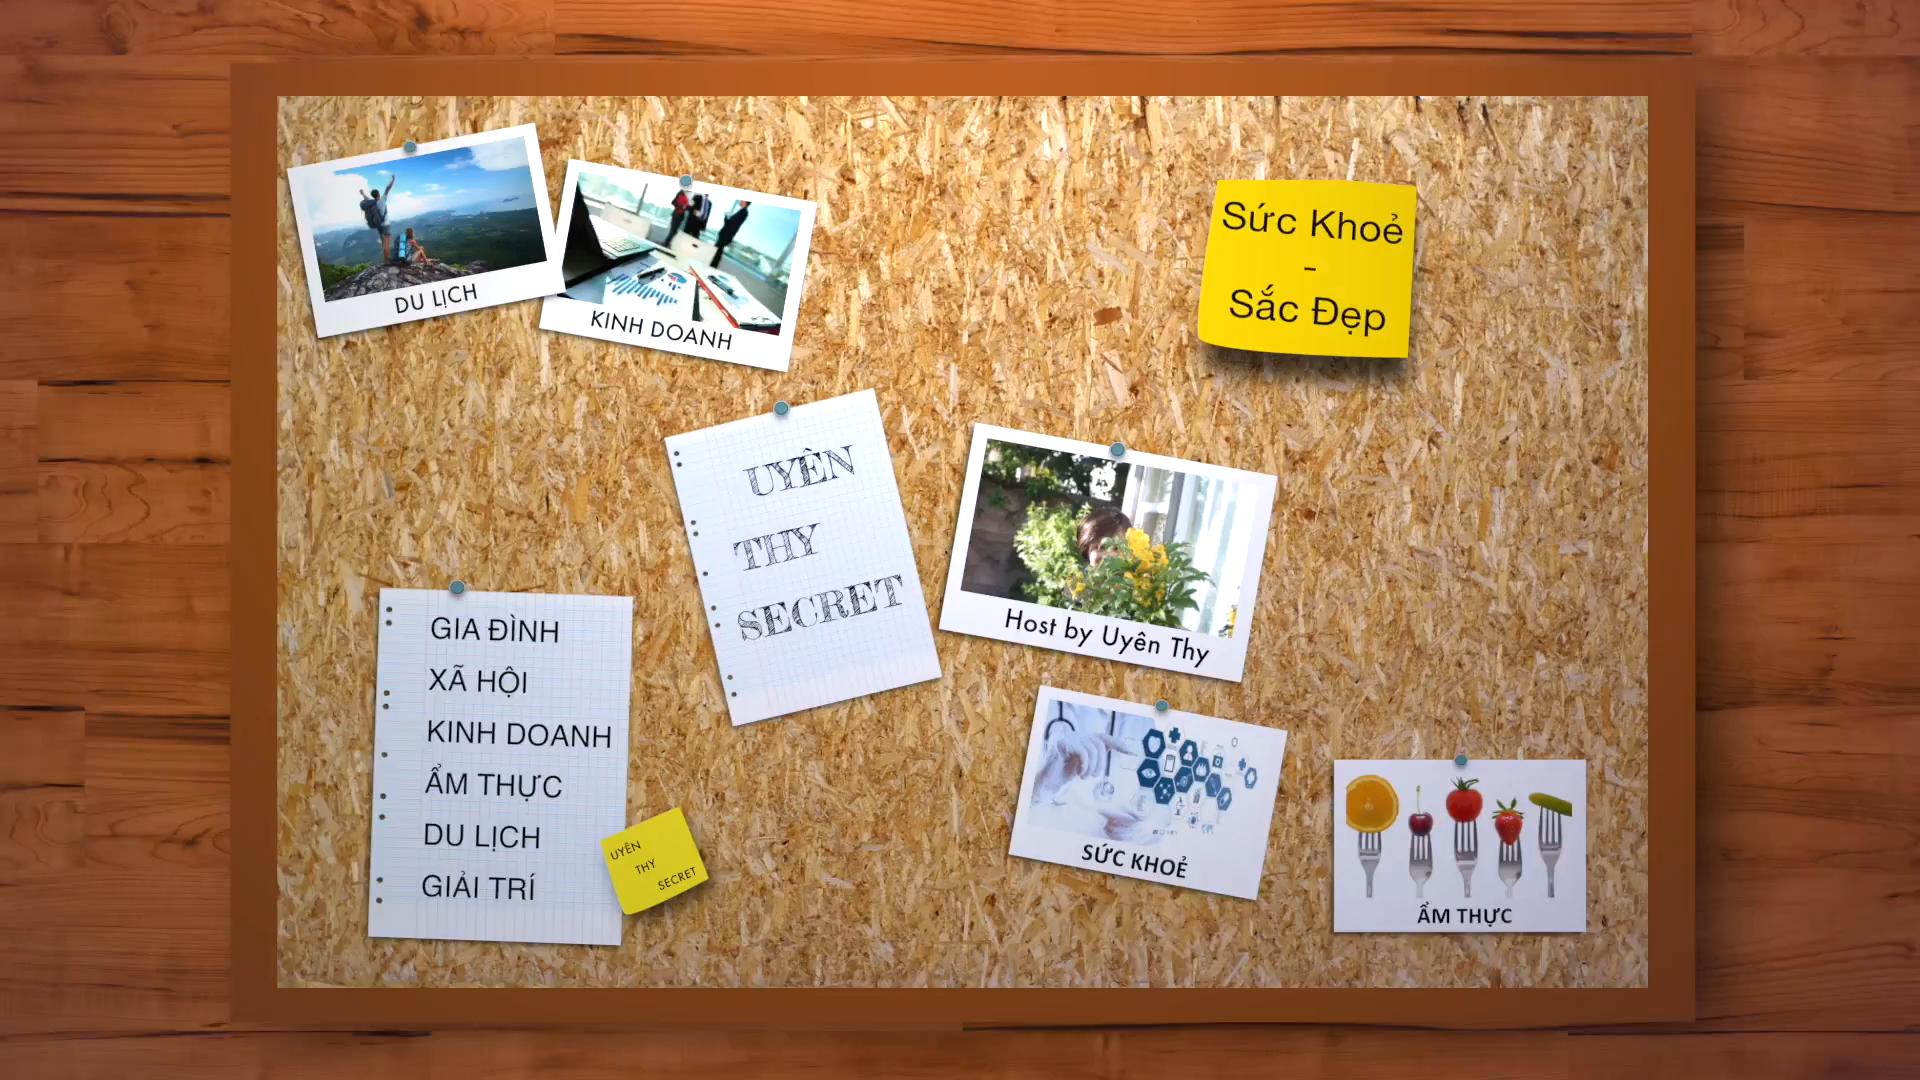 DU LỊCH
KINH DOANH
Sức Khoẻ
-
Sắc Đẹp
UYÊN
THY
SECRET
Host by Uyên Thy
GIA ĐÌNH
XÃ HỘI
KINH DOANH
ẨM THỰC
DU LỊCH
GIẢI TRÍ
UYÊN
THY
SECRET
SỨC KHOẺ
ẨM THỰC